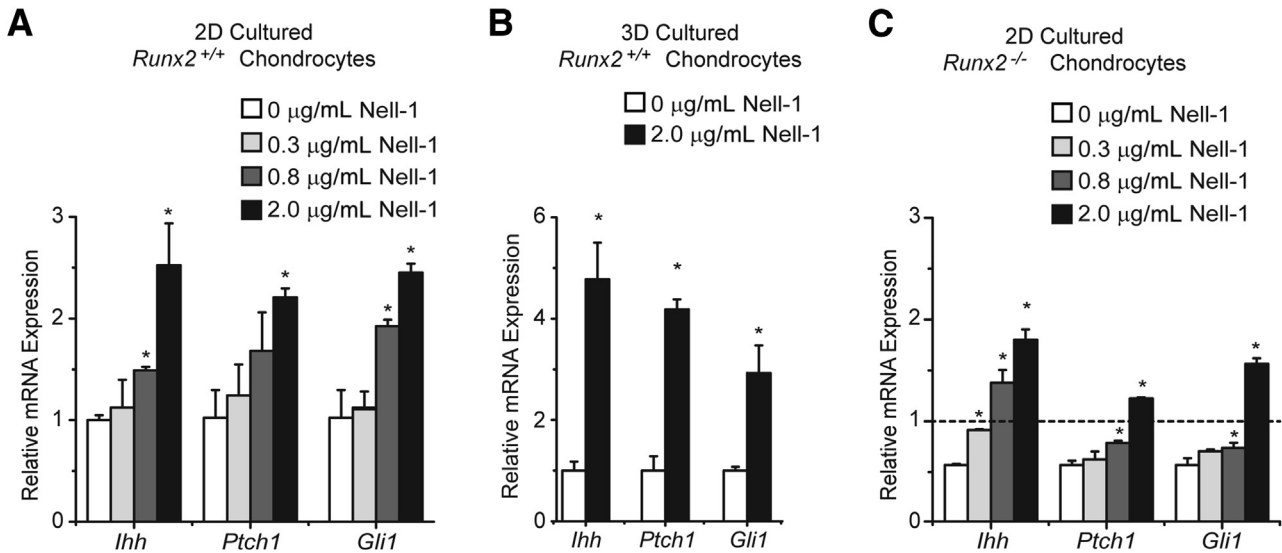 A
2D Cultured
Runx2+/+ Chondrocytes
0 μg/mL Nell-1
0.3 μg/mL Nell-1
0.8 μg/mL Nell-1
2.0 μg/mL Nell-1
Relative mRNA Expression
3
2
1
0
*
*
*
*
*
Ihh
Ptch1
Gli1
B
3D Cultured
Runx2+/+ Chondrocytes
0 μg/mL Nell-1
2.0 μg/mL Nell-1
Relative mRNA Expression
6
4
2
0
*
*
*
Ihh
Ptch1
Gli1
C
2D Cultured
Runx2-/- Chondrocytes
0 μg/mL Nell-1
0.3 μg/mL Nell-1
0.8 μg/mL Nell-1
2.0 μg/mL Nell-1
Relative mRNA Expression
3
2
1
0
*
*
*
*
*
*
*
Ihh
Ptch1
Gli1